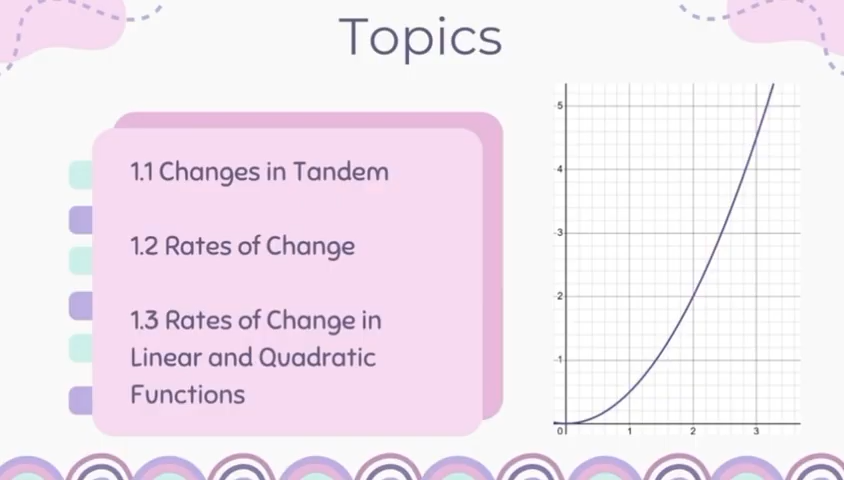 Topics
1.1 Changes in Tandem
1.2 Rates of Change
1.3 Rates of Change in
Linear and Quadratic
Functions
5
4
3
2
1
0
1
2
3